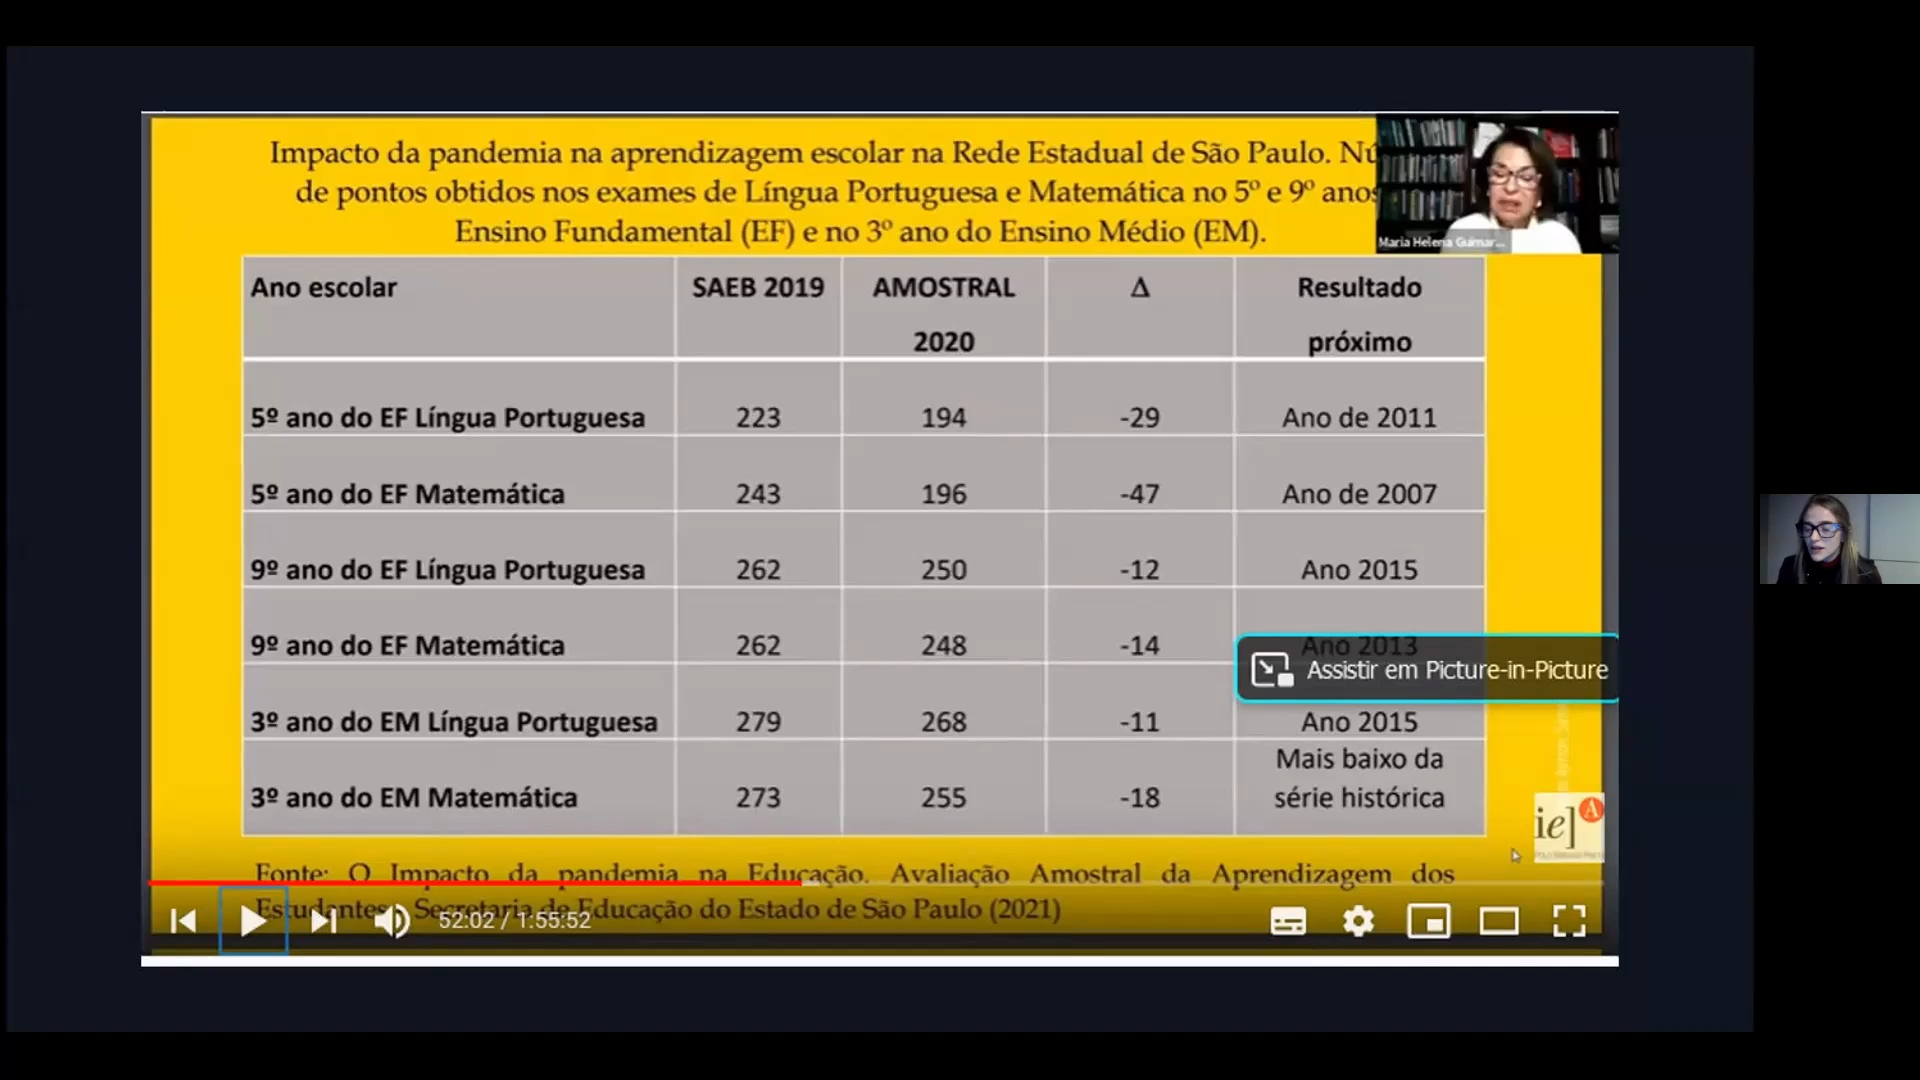 Impacto da pandemia na aprendizagem escolar na Rede Estadual de São Paulo. Nú
de pontos obtidos nos exames de Língua Portuguesa e Matemática no 5º e 9º anos
Ensino Fundamental (EF) e no 3º ano do Ensino Médio (EM).
Maria Helena Guimar...
Ano escolar SAEB 2019 AMOSTRAL 2020 Δ Resultado próximo
5º ano do EF Língua Portuguesa 223 194 -29 Ano de 2011
5º ano do EF Matemática 243 196 -47 Ano de 2007
9º ano do EF Língua Portuguesa 262 250 -12 Ano 2015
9º ano do EF Matemática 262 248 -14 Ano 2013
Assistir em Picture-in-Picture
3º ano do EM Língua Portuguesa 279 268 -11 Ano 2015
3º ano do EM Matemática 273 255 -18 Mais baixo da série histórica
ie] A
Fonte: O Impacto da pandemia na Educação. Avaliação Amostral da Aprendizagem dos
Estudantes. Secretaria de Educação do Estado de São Paulo (2021)
52:02 / 1:55:52